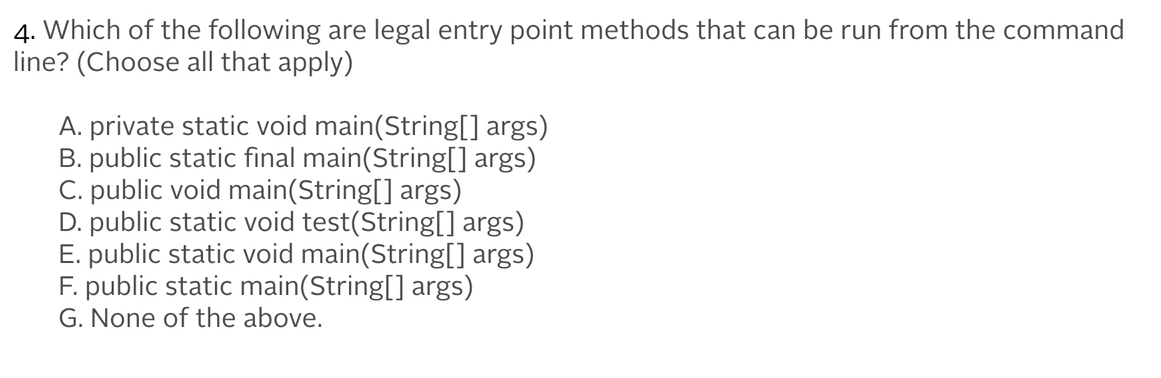 4. Which of the following are legal entry point methods that can be run from the command
line? (Choose all that apply)
A. private static void main(String[] args)
B. public static final main(String[] args)
C. public void main(String[] args)
D. public static void test(String[] args)
E. public static void main(String[] args)
F. public static main(String[] args)
G. None of the above.